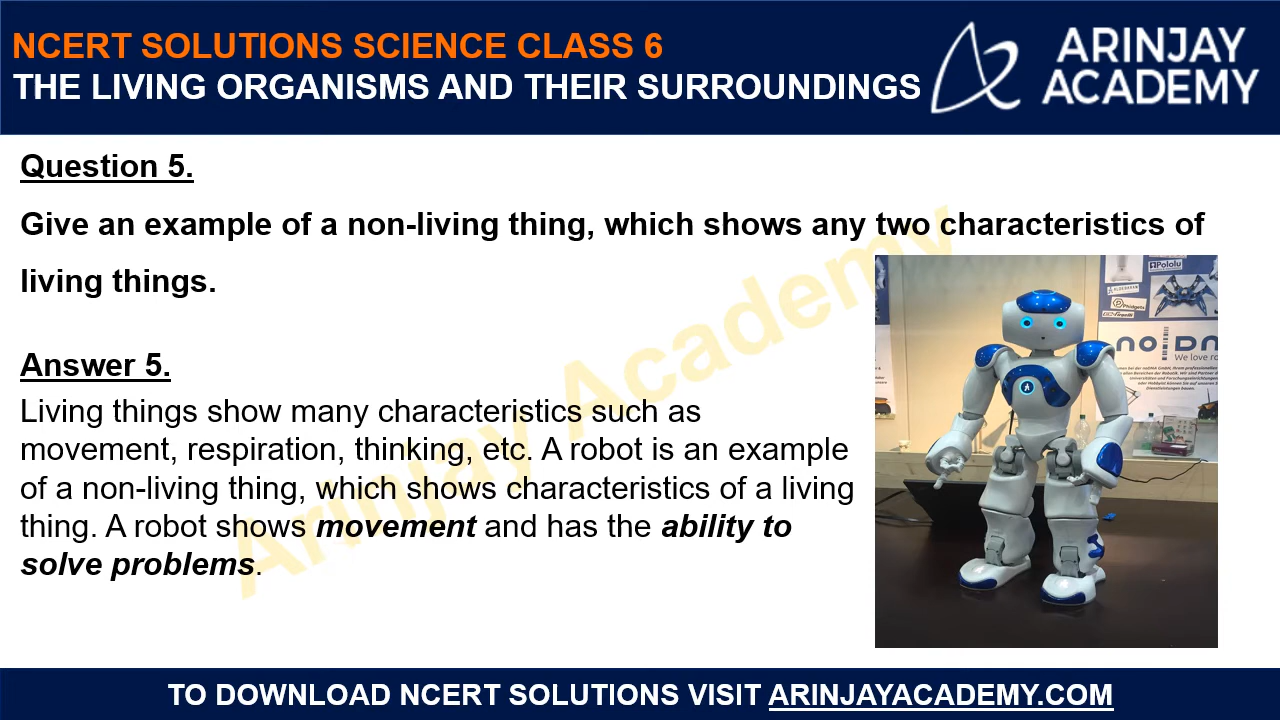 NCERT SOLUTIONS SCIENCE CLASS 6
THE LIVING ORGANISMS AND THEIR SURROUNDINGS
ARINJAY
ACADEMY
Question 5.
Give an example of a non-living thing, which shows any two characteristics of
living things.
Answer 5.
Living things show many characteristics such as
movement, respiration, thinking, etc. A robot is an example
of a non-living thing, which shows characteristics of a living
thing. A robot shows movement and has the ability to
solve problems.
Arinjay Academy
Pololu
Phidgets
We love
TO DOWNLOAD NCERT SOLUTIONS VISIT ARINJAYACADEMY.COM